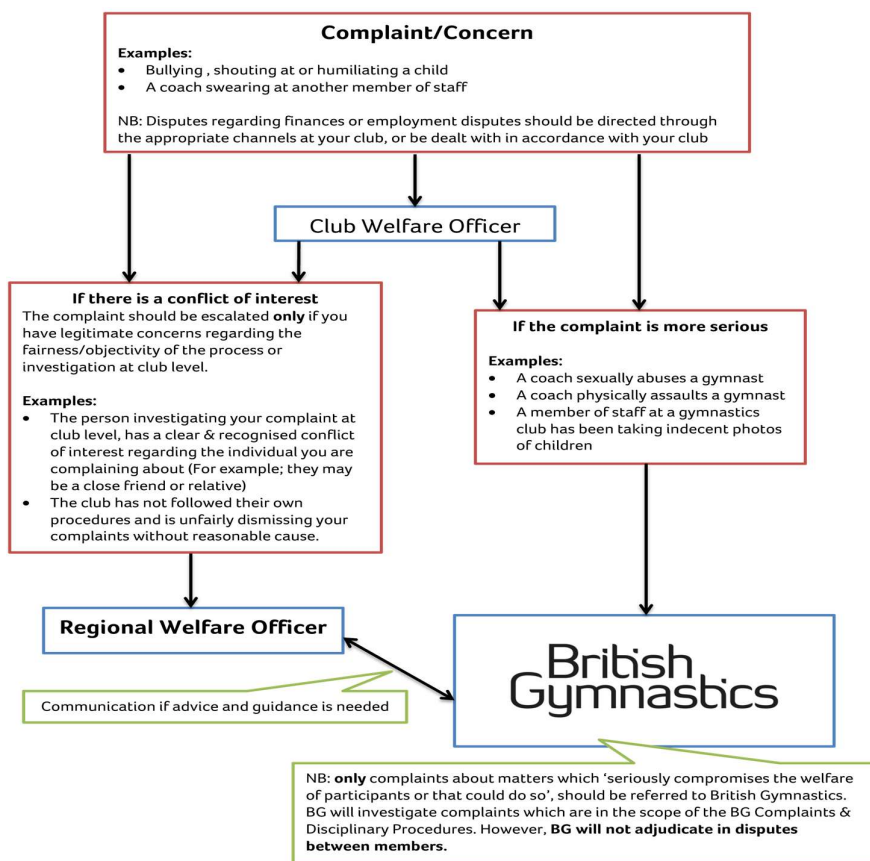 Complaint/Concern
Examples:
• Bullying , shouting at or humiliating a child
• A coach swearing at another member of staff
NB: Disputes regarding finances or employment disputes should be directed through
the appropriate channels at your club, or be dealt with in accordance with your club
Club Welfare Officer
If there is a conflict of interest
The complaint should be escalated only if you
have legitimate concerns regarding the
fairness/objectivity of the process or
investigation at club level.
Examples:
• The person investigating your complaint at
club level, has a clear & recognised conflict
of interest regarding the individual you are
complaining about (For example; they may
be a close friend or relative)
• The club has not followed their own
procedures and is unfairly dismissing your
complaints without reasonable cause.
If the complaint is more serious
Examples:
• A coach sexually abuses a gymnast
• A coach physically assaults a gymnast
• A member of staff at a gymnastics
club has been taking indecent photos
of children
Regional Welfare Officer
British
Gymnastics
Communication if advice and guidance is needed
NB: only complaints about matters which ‘seriously compromises the welfare
of participants or that could do so’, should be referred to British Gymnastics.
BG will investigate complaints which are in the scope of the BG Complaints &
Disciplinary Procedures. However, BG will not adjudicate in disputes
between members.